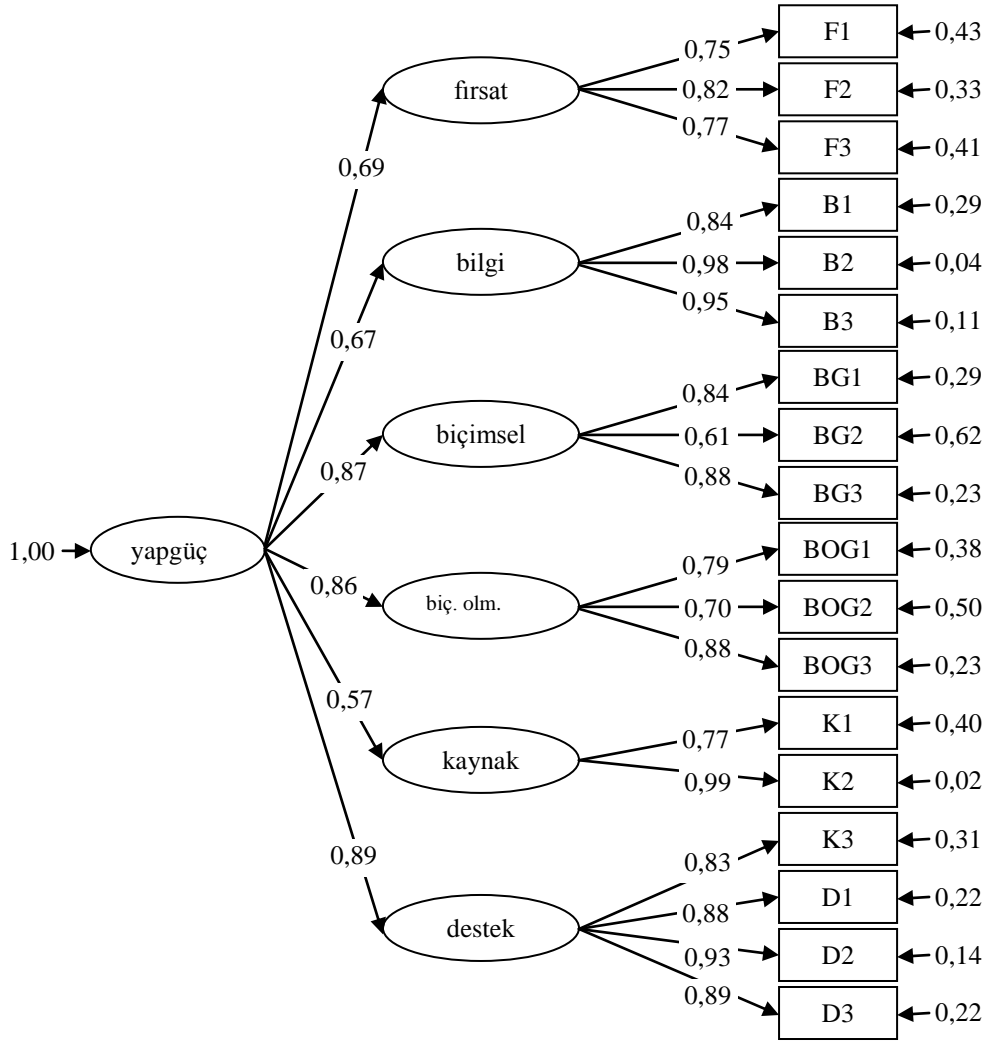 F1
0,43
0,75
fırsat
0,82
F2
0,33
0,77
F3
0,41
0,69
B1
0,29
0,84
bilgi
0,98
B2
0,04
0,95
B3
0,11
0,67
BG1
0,29
0,84
biçimsel
0,61
BG2
0,62
0,87
0,88
BG3
0,23
1,00
yapgüç
BOG1
0,38
0,79
0,86
biç. olm.
0,70
BOG2
0,50
0,88
BOG3
0,23
0,57
K1
0,40
0,77
kaynak
0,99
K2
0,02
0,89
K3
0,31
0,83
D1
0,22
0,88
destek
0,93
D2
0,14
0,89
D3
0,22